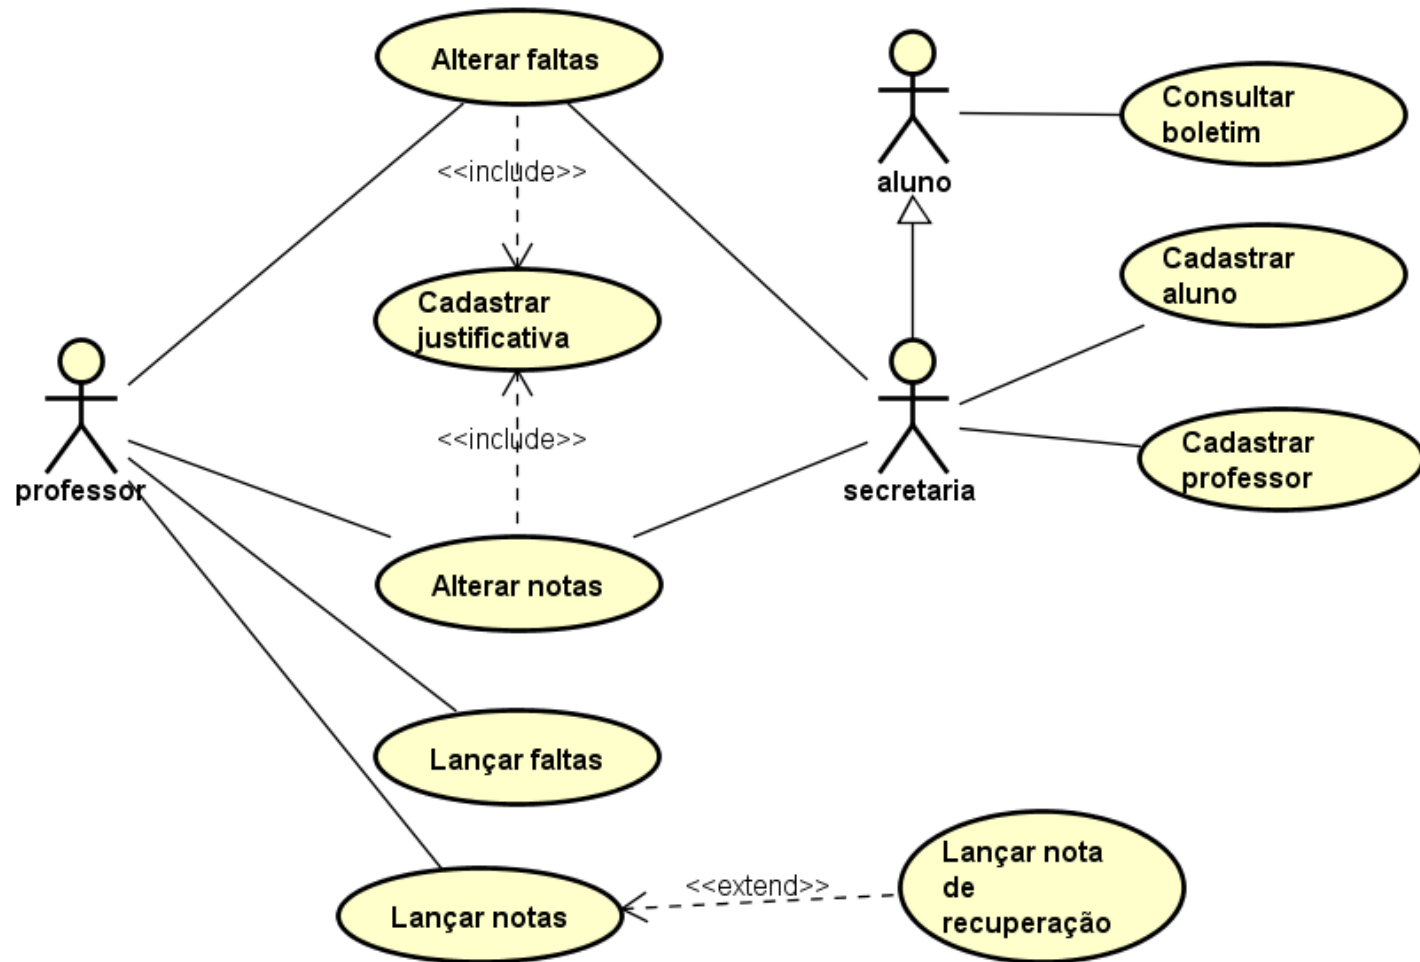 Alterar faltas
Consultar
boletim
<<include>>
aluno
Cadastrar
aluno
Cadastrar
justificativa
<<include>>
Cadastrar
professor
professor
secretaria
Alterar notas
Lançar faltas
Lançar nota
de
recuperação
<<extend>>
Lançar notas